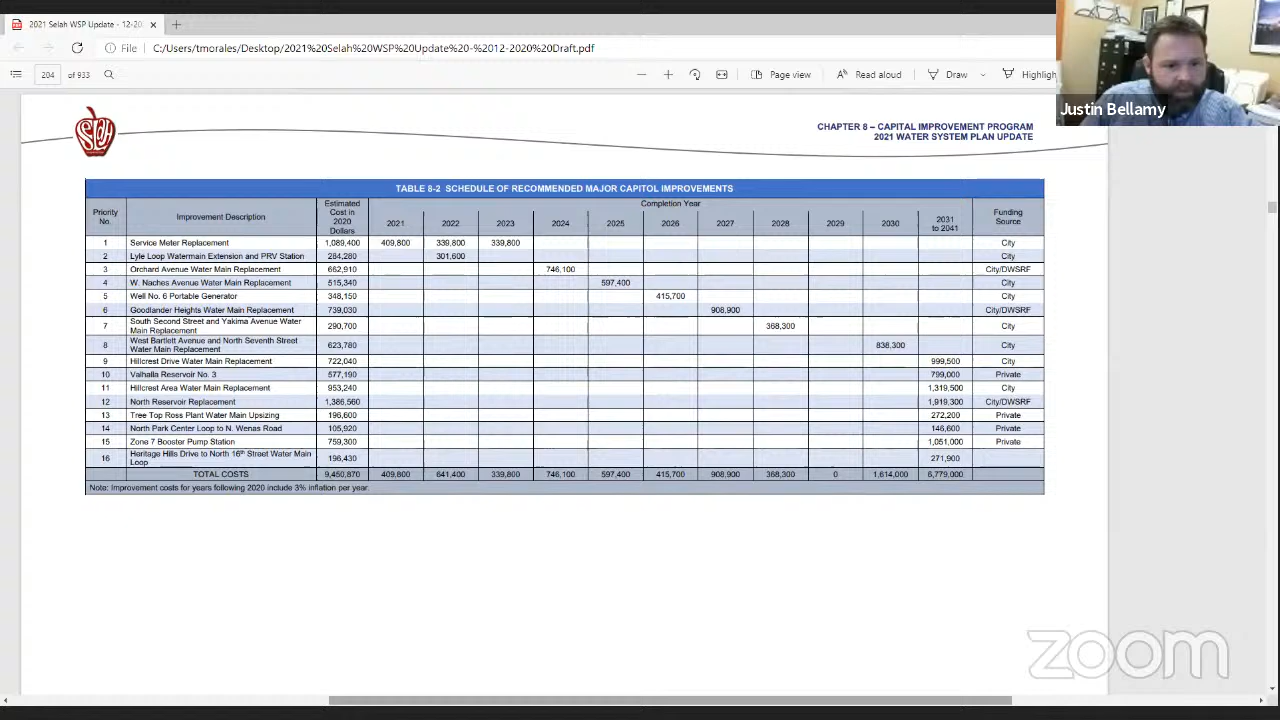 2021 Selah WSP Update - 12-20
File C:/Users/tmorales/Desktop/2021%20Selah%20WSP%20Update%20-%2012-2020%20Draft.pdf
204 of 933 Page view Read aloud Draw Highligh
Justin Bellamy
Selah
CHAPTER 8 – CAPITAL IMPROVEMENT PROGRAM
2021 WATER SYSTEM PLAN UPDATE
TABLE 8-2 SCHEDULE OF RECOMMENDED MAJOR CAPITOL IMPROVEMENTS
Priority No. Improvement Description Estimated Cost in 2020 Dollars Completion Year Funding Source
2021 2022 2023 2024 2025 2026 2027 2028 2029 2030 2031 to 2041
1 Service Meter Replacement 1,089,400 409,800 339,800 339,800 City
2 Lyle Loop Watermain Extension and PRV Station 284,280 301,600 City
3 Orchard Avenue Water Main Replacement 662,910 746,100 City/DWSRF
4 W. Naches Avenue Water Main Replacement 515,340 597,400 City
5 Well No. 6 Portable Generator 348,150 415,700 City
6 Goodlander Heights Water Main Replacement 739,030 908,900 City/DWSRF
7 South Second Street and Yakima Avenue Water Main Replacement 290,700 368,300 City
8 West Bartlett Avenue and North Seventh Street Water Main Replacement 623,780 838,300 City
9 Hillcrest Drive Water Main Replacement 722,040 999,500 City
10 Valhalla Reservoir No. 3 577,190 799,000 Private
11 Hillcrest Area Water Main Replacement 953,240 1,319,500 City
12 North Reservoir Replacement 1,386,560 1,919,300 City/DWSRF
13 Tree Top Ross Plant Water Main Upsizing 196,600 272,200 Private
14 North Park Center Loop to N. Wenas Road 105,920 146,600 Private
15 Zone 7 Booster Pump Station 759,300 1,051,000 Private
16 Heritage Hills Drive to North 16th Street Water Main Loop 196,430 271,900
TOTAL COSTS 9,450,870 409,800 641,400 339,800 746,100 597,400 415,700 908,900 368,300 0 1,614,000 6,779,000
Note: Improvement costs for years following 2020 include 3% inflation per year.
zoom